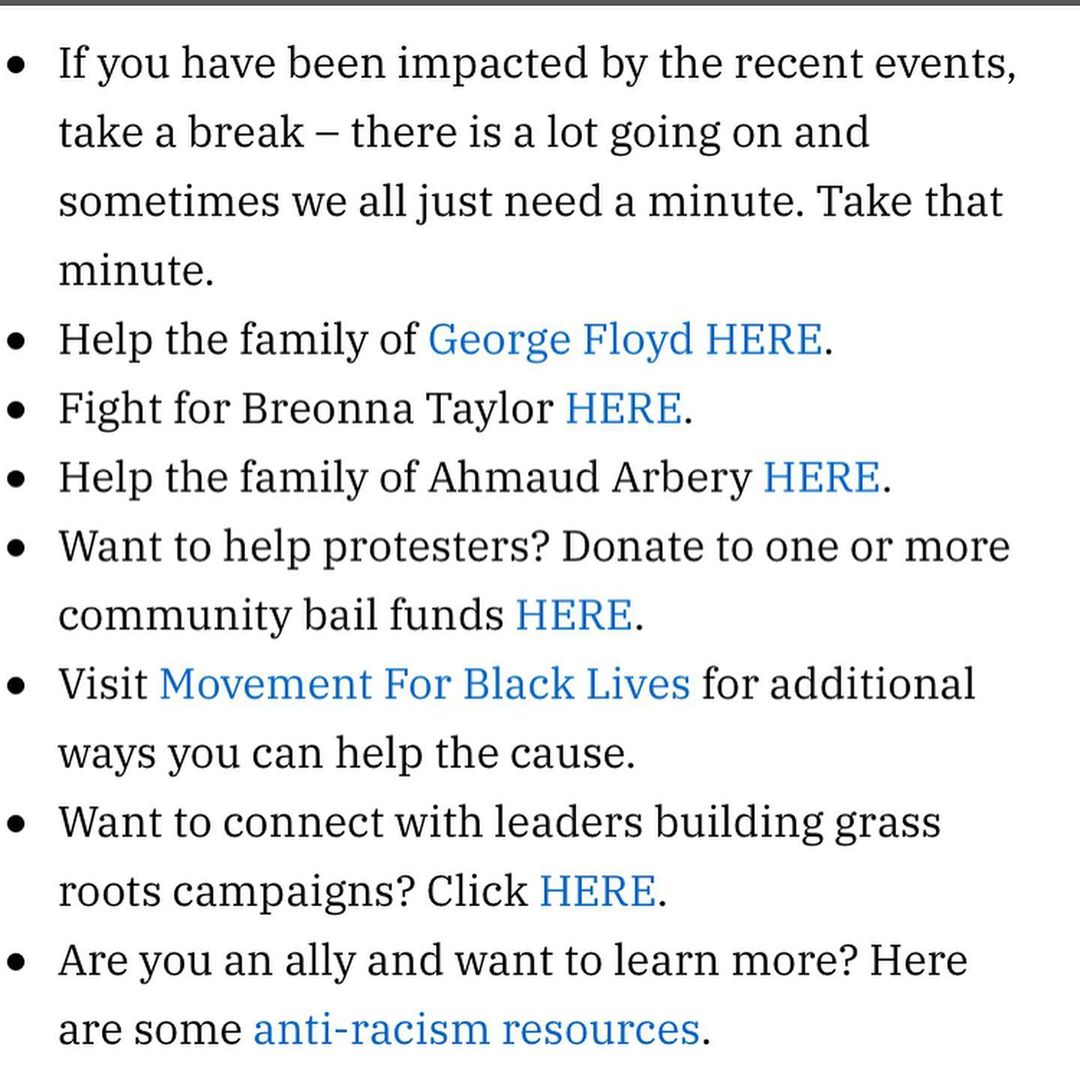 • If you have been impacted by the recent events,
take a break – there is a lot going on and
sometimes we all just need a minute. Take that
minute.
• Help the family of George Floyd HERE.
• Fight for Breonna Taylor HERE.
• Help the family of Ahmaud Arbery HERE.
• Want to help protesters? Donate to one or more
community bail funds HERE.
• Visit Movement For Black Lives for additional
ways you can help the cause.
• Want to connect with leaders building grass
roots campaigns? Click HERE.
• Are you an ally and want to learn more? Here
are some anti-racism resources.